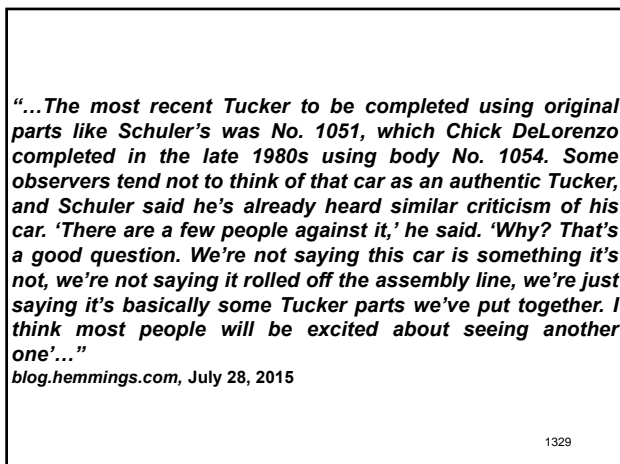 “…The most recent Tucker to be completed using original
parts like Schuler’s was No. 1051, which Chick DeLorenzo
completed in the late 1980s using body No. 1054. Some
observers tend not to think of that car as an authentic Tucker,
and Schuler said he’s already heard similar criticism of his
car. ‘There are a few people against it,’ he said. ‘Why? That’s
a good question. We’re not saying this car is something it’s
not, we’re not saying it rolled off the assembly line, we’re just
saying it’s basically some Tucker parts we’ve put together. I
think most people will be excited about seeing another
one’…”
blog.hemmings.com, July 28, 2015
1329